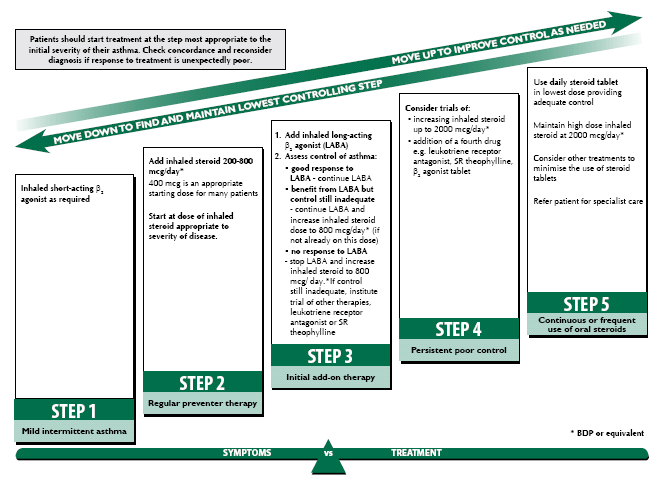 Patients should start treatment at the step most appropriate to the
initial severity of their asthma. Check concordance and reconsider
diagnosis if response to treatment is unexpectedly poor.
MOVE UP TO IMPROVE CONTROL AS NEEDED
MOVE DOWN TO FIND AND MAINTAIN LOWEST CONTROLLING STEP
Inhaled short-acting β2
agonist as required
STEP 1
Mild intermittent asthma
Add inhaled steroid 200-800
mcg/day*
400 mcg is an appropriate
starting dose for many patients
Start at dose of inhaled
steroid appropriate to
severity of disease.
STEP 2
Regular preventer therapy
1. Add inhaled long-acting
β2 agonist (LABA)
2. Assess control of asthma:
• good response to
LABA - continue LABA
• benefit from LABA but
control still inadequate
- continue LABA and
increase inhaled steroid
dose to 800 mcg/day* (if
not already on this dose)
• no response to LABA
- stop LABA and increase
inhaled steroid to 800
mcg/ day.*If control
still inadequate, institute
trial of other therapies,
leukotriene receptor
antagonist or SR
theophylline
STEP 3
Initial add-on therapy
Consider trials of:
• increasing inhaled steroid
up to 2000 mcg/day*
• addition of a fourth drug
e.g. leukotriene receptor
antagonist, SR theophylline,
β2 agonist tablet
STEP 4
Persistent poor control
Use daily steroid tablet
in lowest dose providing
adequate control
Maintain high dose inhaled
steroid at 2000 mcg/day*
Consider other treatments to
minimise the use of steroid
tablets
Refer patient for specialist care
STEP 5
Continuous or frequent
use of oral steroids
* BDP or equivalent
SYMPTOMS vs TREATMENT